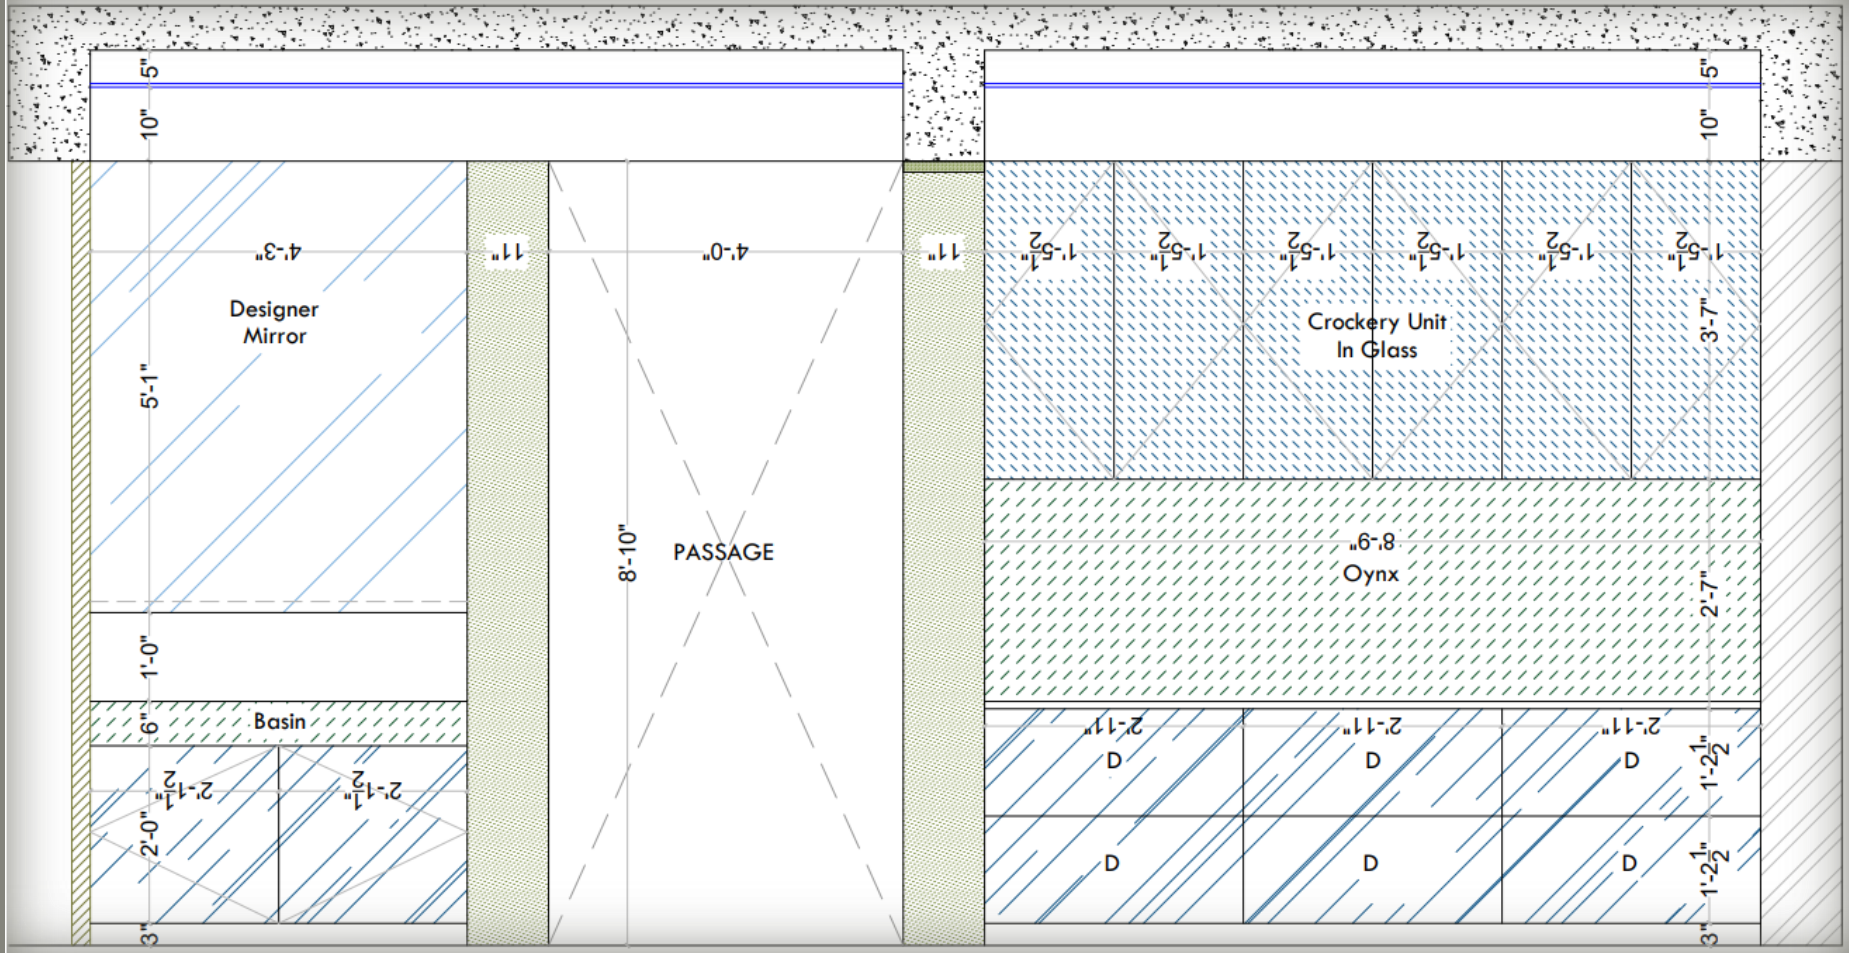 5"
5"
10"
10"
4'-3"
11"
4'-0"
11"
1'-5½"
1'-5½"
1'-5½"
1'-5½"
1'-5½"
1'-5½"
Designer
Mirror
Crockery Unit
In Glass
3'-7"
5'-1"
8'-10"
PASSAGE
8'-9"
Oynx
2'-7"
1'-0"
6"
Basin
2'-11"
2'-11"
2'-11"
D
D
D
1'-2½"
2'-1½"
2'-1½"
2'-0"
D
D
D
1'-2½"
3"
3"